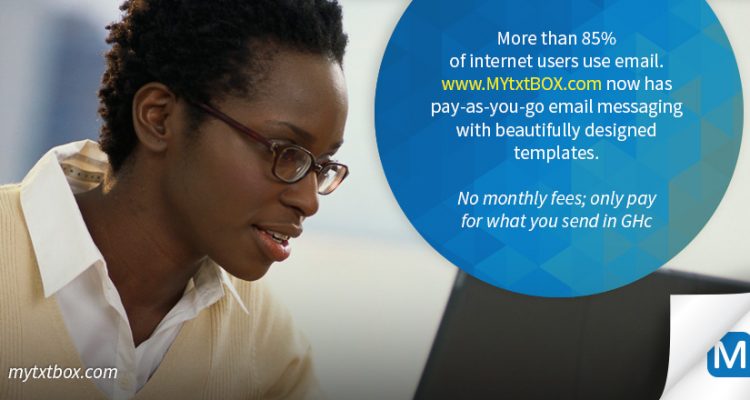 More than 85%
of internet users use email.
www.MYtxtBOX.com now has
pay-as-you-go email messaging
with beautifully designed
templates.
No monthly fees; only pay
for what you send in GHc
M
mytxtbox.com